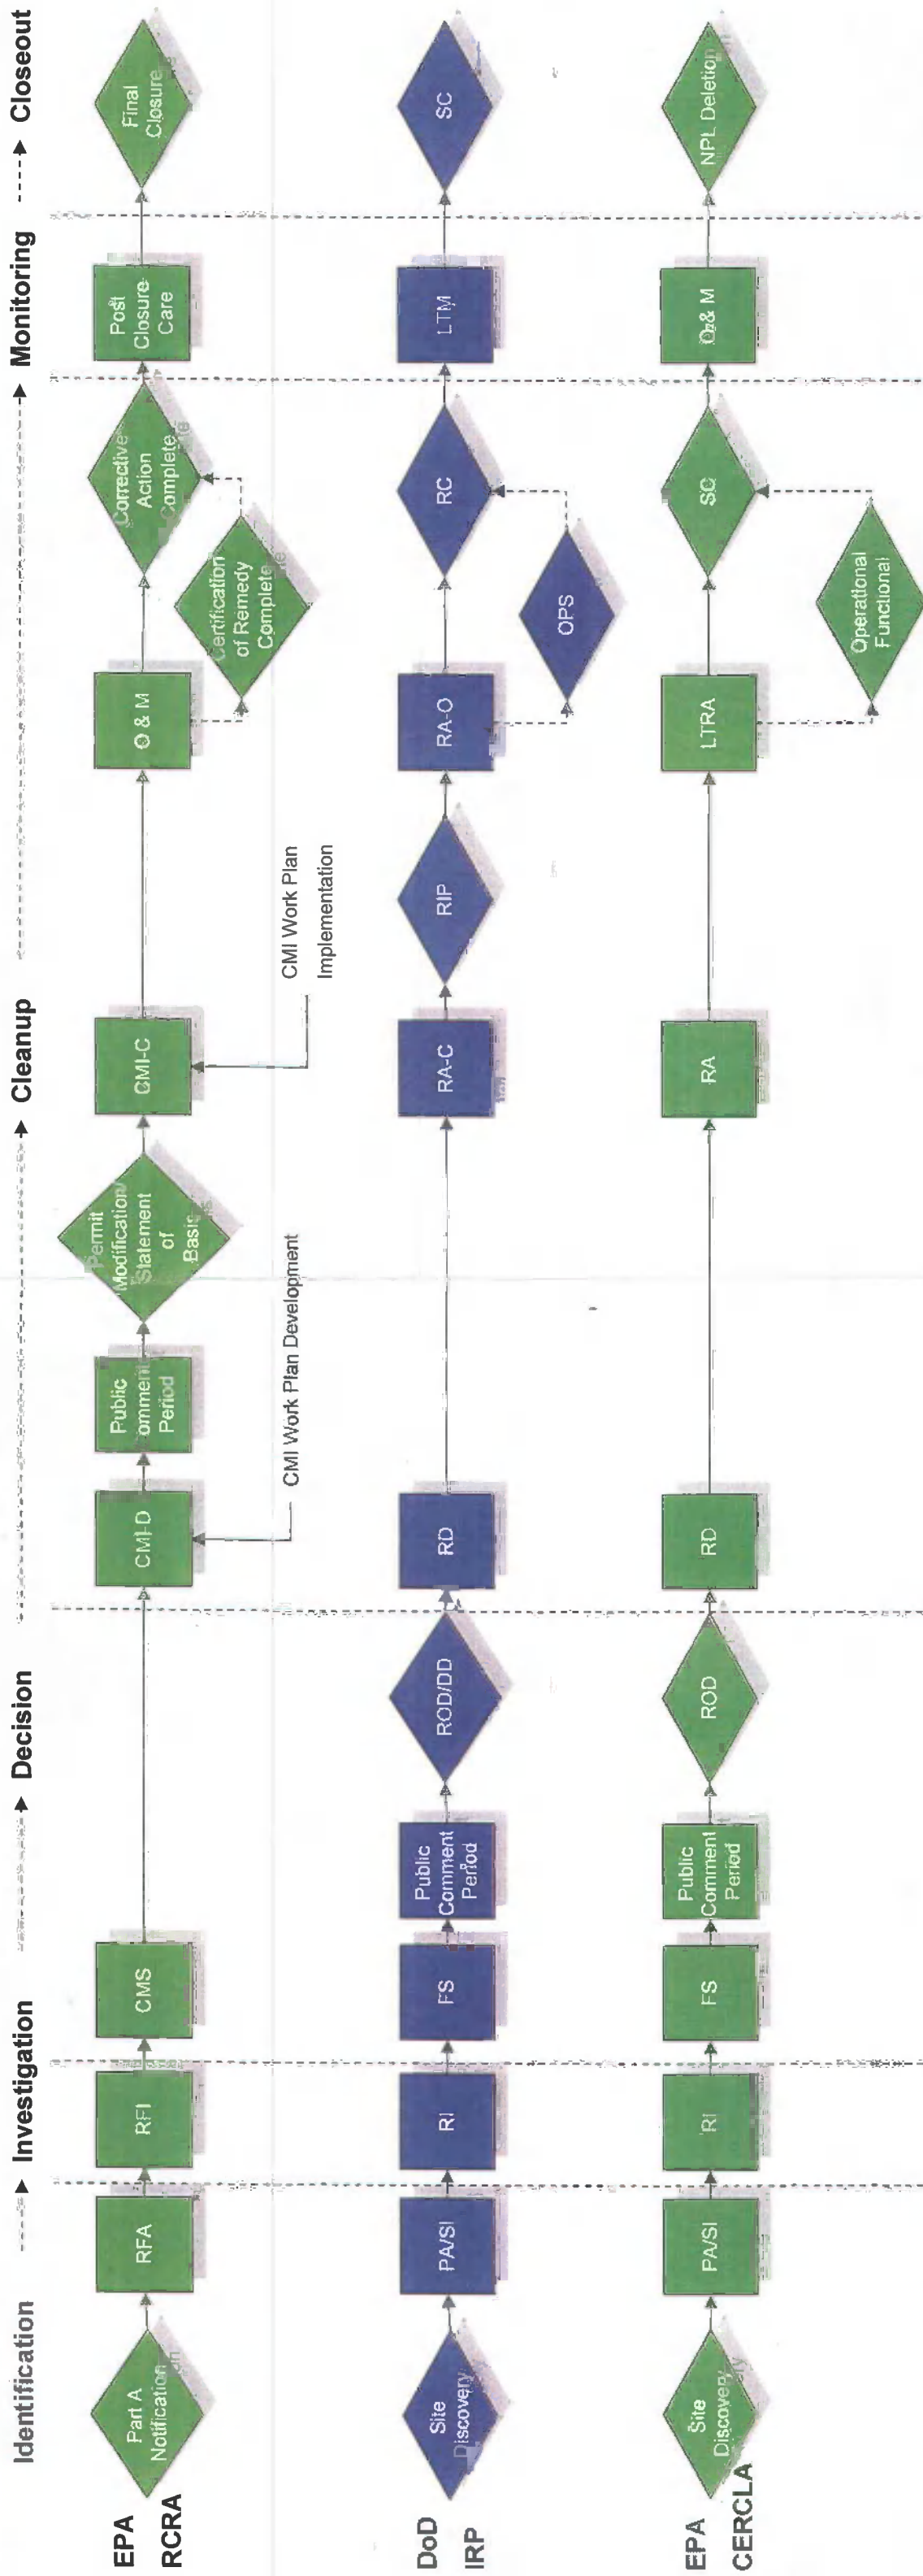 Identification
Investigation
Decision
Cleanup
Monitoring
Closeout
EPA
RCRA
Part A
Notification
RFA
RFI
CMS
CMI-D
Public
Comment
Period
Permit
Modification/
Statement
of
Basis
CMI-C
O & M
Corrective
Action
Complete
Certification
of Remedy
Complete
Post
Closure
Care
Final
Closure
CMI Work Plan Development
CMI Work Plan
Implementation
DoD
IRP
Site
Discovery
PA/SI
RI
FS
Public
Comment
Period
ROD/DD
RD
RA-C
RIP
RA-O
OPS
RC
LTM
SC
EPA
CERCLA
Site
Discovery
PA/SI
RI
FS
Public
Comment
Period
ROD
RD
RA
LTRA
Operational
Functional
SC
O & M
NPL Deletion